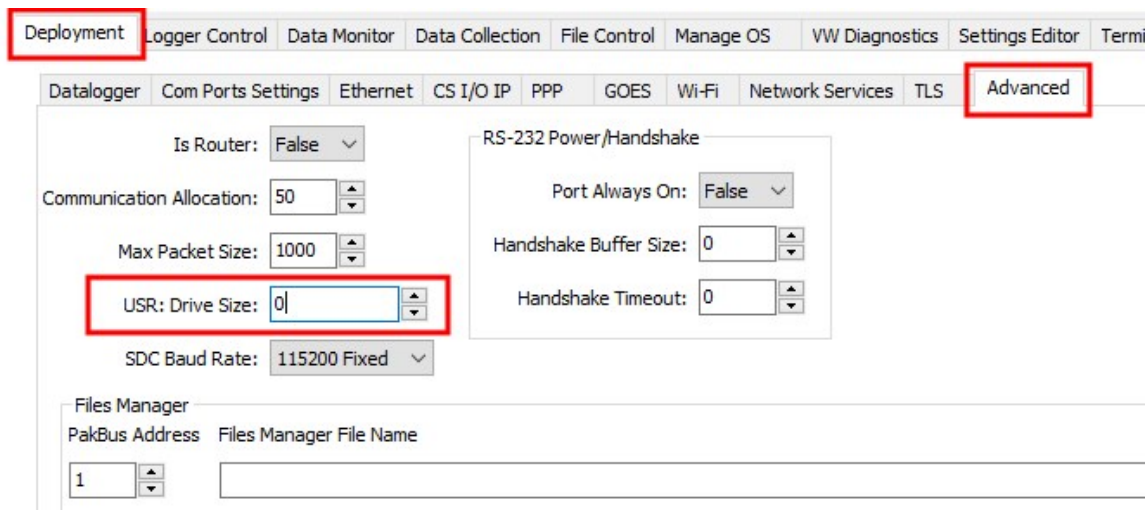 Deployment Logger Control Data Monitor Data Collection File Control Manage OS VW Diagnostics Settings Editor Termi
Datalogger Com Ports Settings Ethernet CS I/O IP PPP GOES Wi-Fi Network Services TLS Advanced
Is Router: False
Communication Allocation: 50
Max Packet Size: 1000
USR: Drive Size: 0
SDC Baud Rate: 115200 Fixed
RS-232 Power/Handshake
Port Always On: False
Handshake Buffer Size: 0
Handshake Timeout: 0
Files Manager
PakBus Address Files Manager File Name
1